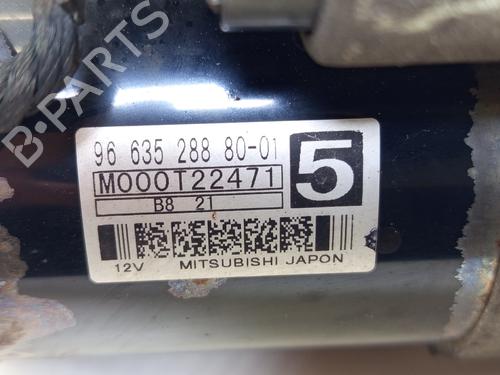 B-PARTS
96 635 288 80-01
5
M000T22471
B8 21
12V MITSUBISHI JAPON